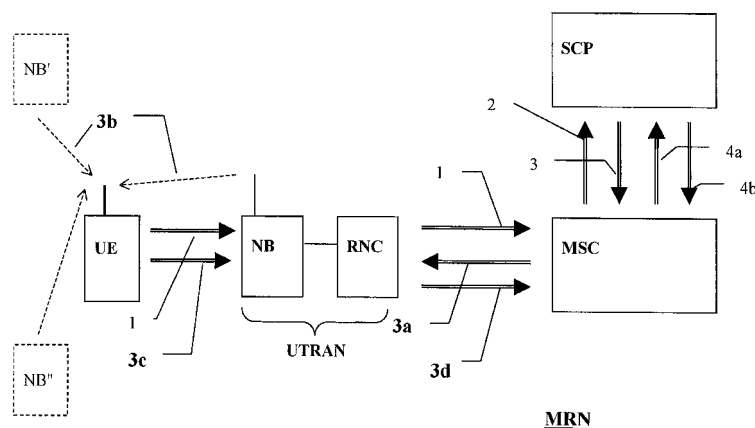 SCP
NB'
2
3b
3
4a
4b
1
UE
NB
RNC
MSC
1
3a
3c
UTRAN
3d
NB"
MRN